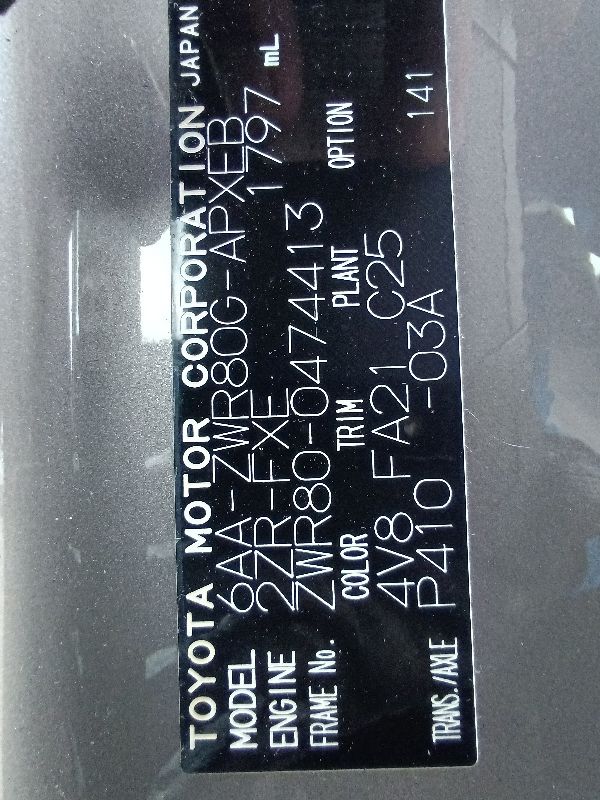 TOYOTA MOTOR CORPORATION JAPAN
MODEL 6AA-ZWR80G-APXEB
ENGINE 2ZR-FXE 1797 mL
FRAME No. ZWR80-0474413
COLOR TRIM PLANT OPTION
4V8 FA21 C25
TRANS./AXLE P410 -03A 141